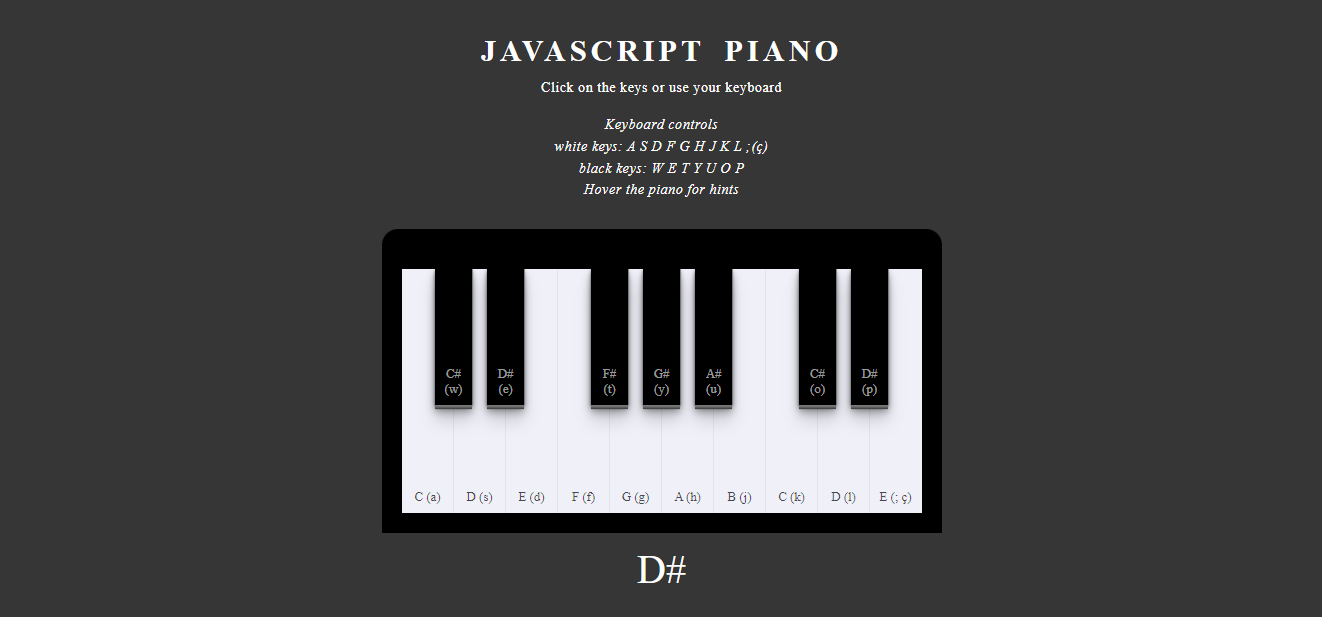 JAVASCRIPT PIANO
Click on the keys or use your keyboard
Keyboard controls
white keys: A S D F G H J K L ;(ç)
black keys: W E T Y U O P
Hover the piano for hints
C# D# F# G# A# C# D#
(w) (e) (t) (y) (u) (o) (p)
C (a) D (s) E (d) F (f) G (g) A (h) B (j) C (k) D (l) E (; ç)
D#